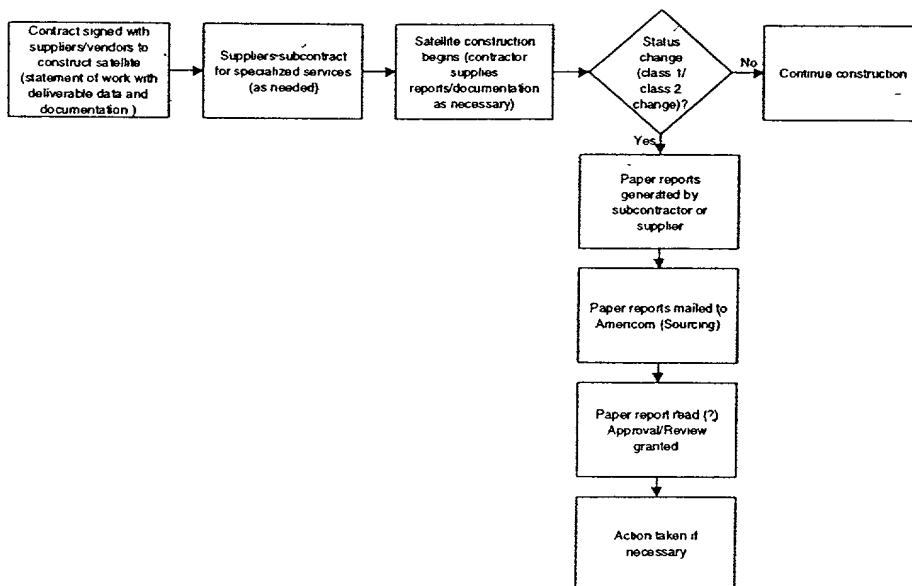 Contract signed with
suppliers/vendors to
construct satellite
(statement of work with
deliverable data and
documentation )
Suppliers-subcontract
for specialized services
(as needed)
Satellite construction
begins (contractor
supplies
reports/documentation
as necessary)
Status
change
(class 1/
class 2
change)?
No
Continue construction
Yes
Paper reports
generated by
subcontractor or
supplier
Paper reports mailed to
Americom (Sourcing)
Paper report read (?)
Approval/Review
granted
Action taken if
necessary